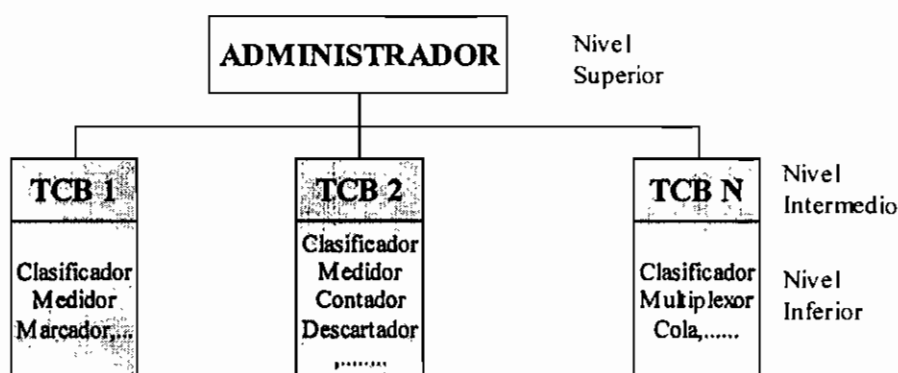 ADMINISTRADOR
Nivel
Superior
TCB 1
TCB 2
TCB N
Nivel
Intermedio
Clasificador
Medidor
Marcador,...
Clasificador
Medidor
Contador
Descartador
,........
Clasificador
Multiplexor
Cola,......
Nivel
Inferior